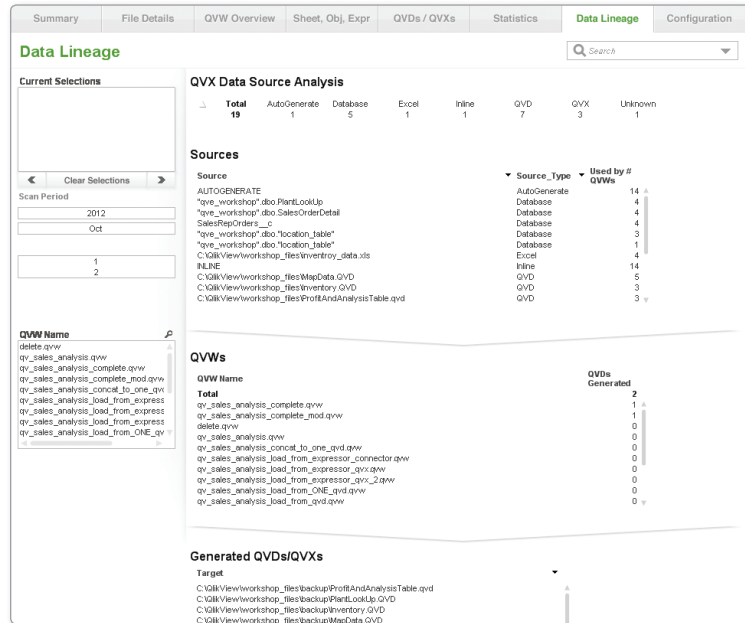 Summary File Details QVW Overview Sheet, Obj, Expr QVDs / QVXs Statistics Data Lineage Configuration
Data Lineage
Search
Current Selections
Clear Selections
Scan Period
2012
Oct
1
2
QVW Name
delete.qvw
qv_sales_analysis.qvw
qv_sales_analysis_complete.qvw
qv_sales_analysis_complete_mod.qvw
qv_sales_analysis_concat_to_one_qvd
qv_sales_analysis_load_from_express
qv_sales_analysis_load_from_express
qv_sales_analysis_load_from_express
qv_sales_analysis_load_from_ONE_qv
QVX Data Source Analysis
Total AutoGenerate Database Excel Inline QVD QVX Unknown
19 1 5 1 1 7 3 1
Sources
Source Source_Type Used by # QVWs
AUTOGENERATE AutoGenerate 14
"qve_workshop".dbo.PlantLookUp Database 4
"qve_workshop".dbo.SalesOrderDetail Database 4
SalesRepOrders__c Database 4
"qve_workshop".dbo."location_table" Database 3
"qve_workshop".dbo."location_table" Database 1
C:\QlikView\workshop_files\inventroy_data.xls Excel 4
INLINE Inline 14
C:\QlikView\workshop_files\MapData.QVD QVD 5
C:\QlikView\workshop_files\Inventory.QVD QVD 3
C:\QlikView\workshop_files\ProfitAndAnalysisTable.qvd QVD 3
QVWs
QVW Name QVDs Generated
Total 2
qv_sales_analysis_complete.qvw 1
qv_sales_analysis_complete_mod.qvw 1
delete.qvw 0
qv_sales_analysis.qvw 0
qv_sales_analysis_concat_to_one_qvd.qvw 0
qv_sales_analysis_load_from_expressor_connector.qvw 0
qv_sales_analysis_load_from_expressor_qvx.qvw 0
qv_sales_analysis_load_from_expressor_qvx_2.qvw 0
qv_sales_analysis_load_from_ONE_qvd.qvw 0
qv_sales_analysis_load_from_qvd.qvw 0
Generated QVDs/QVXs
Target
C:\QlikView\workshop_files\backup\ProfitAndAnalysisTable.qvd
C:\QlikView\workshop_files\backup\PlantLookUp.QVD
C:\QlikView\workshop_files\backup\Inventory.QVD
C:\QlikView\workshop_files\backup\MapData.QVD